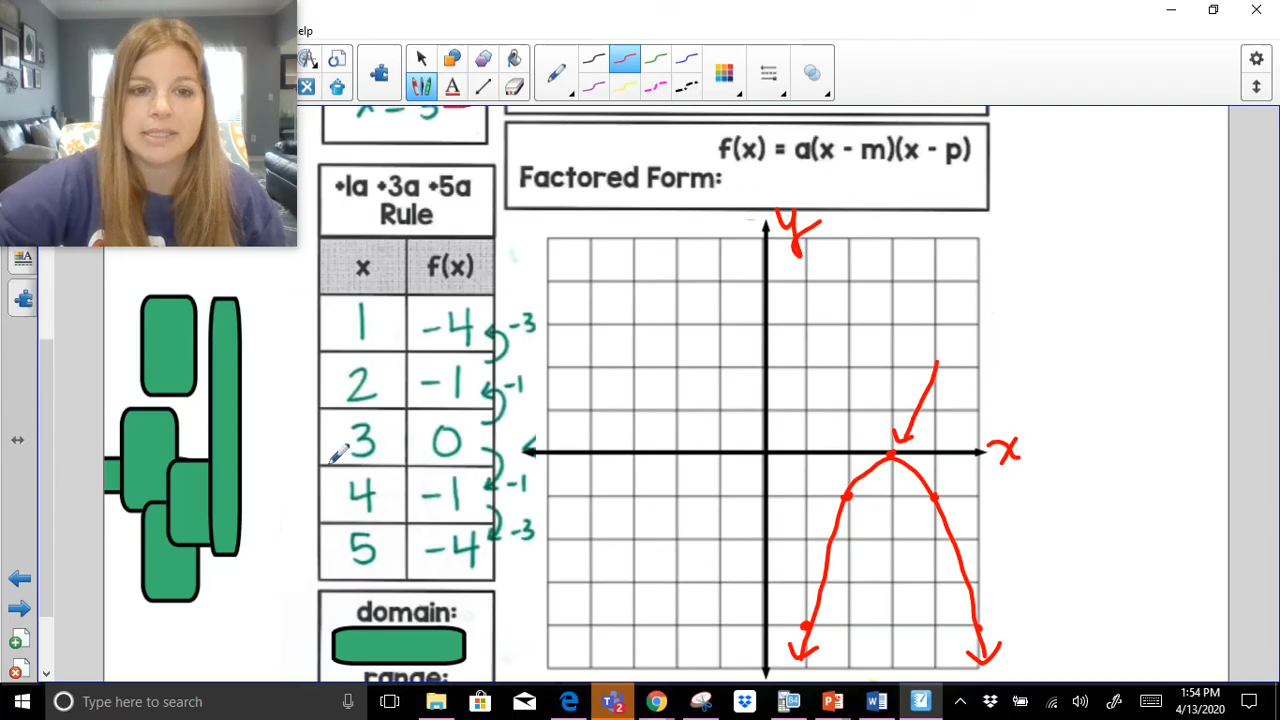 elp
x = 3
f(x) = a(x - m)(x - p)
Factored Form:
+1a +3a +5a
Rule
x f(x)
1 -4
2 -1
3 0
4 -1
5 -4
-3
-1
-1
-3
y
x
domain:
range:
Type here to search
1:54 PM
4/13/2020